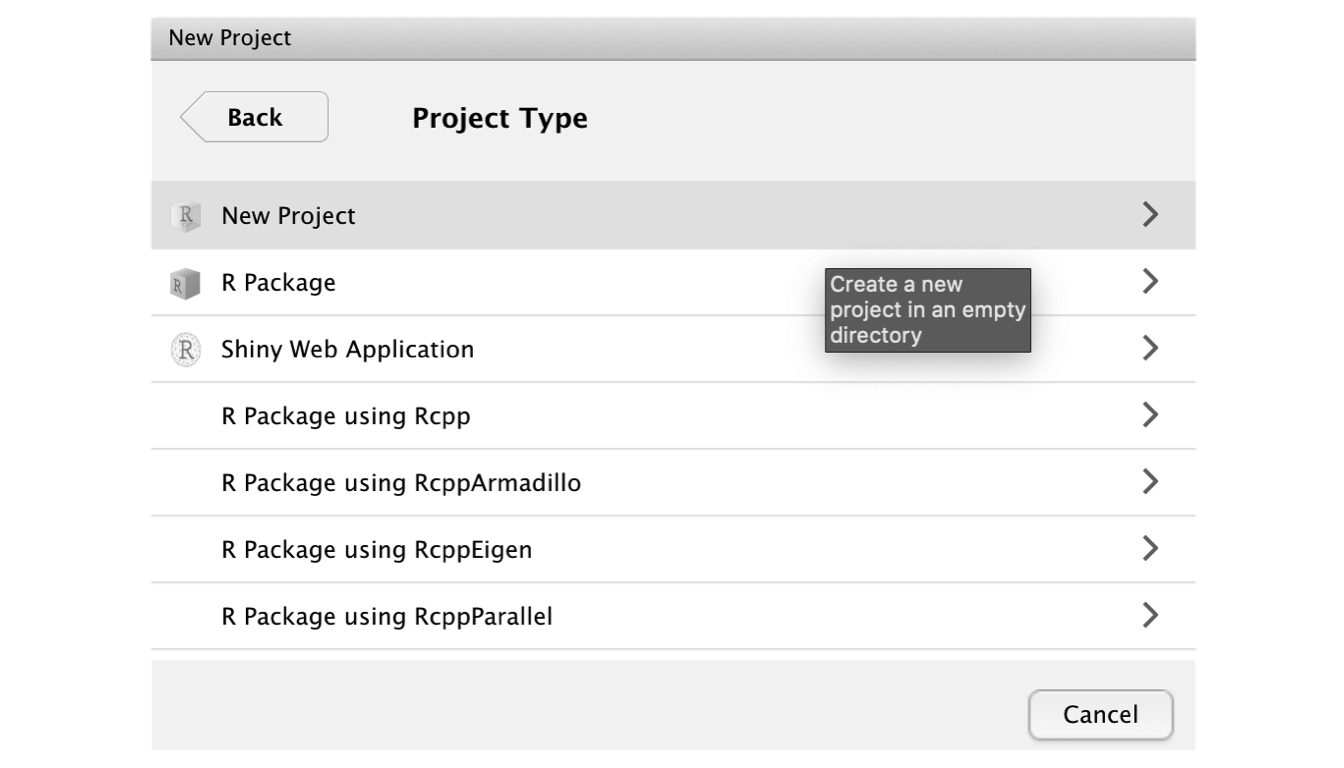 New Project
Back
Project Type
New Project
R Package
Create a new
project in an empty
directory
Shiny Web Application
R Package using Rcpp
R Package using RcppArmadillo
R Package using RcppEigen
R Package using RcppParallel
Cancel